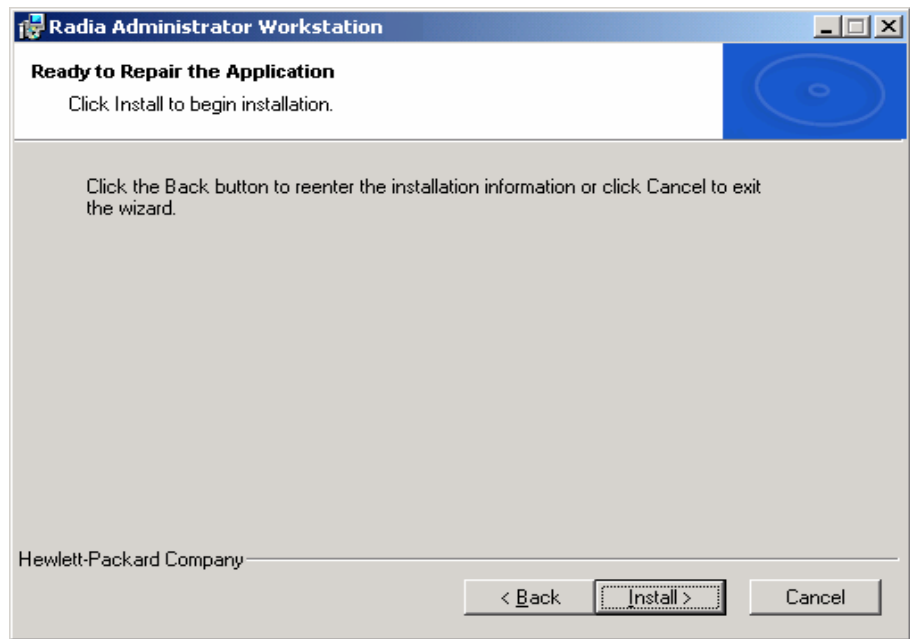 Radia Administrator Workstation
Ready to Repair the Application
Click Install to begin installation.
Click the Back button to reenter the installation information or click Cancel to exit
the wizard.
Hewlett-Packard Company
< Back
Install >
Cancel